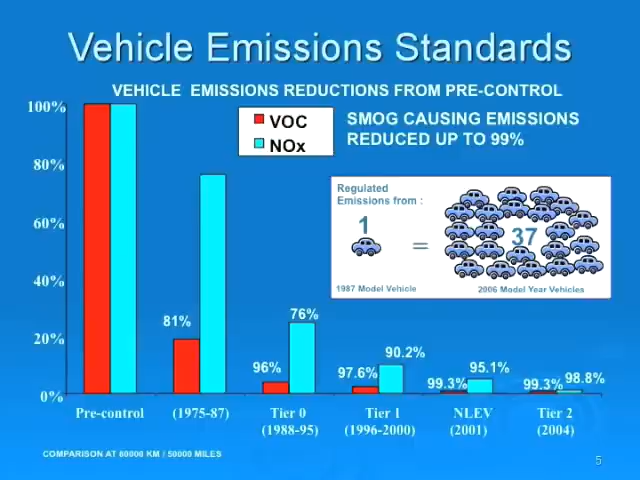 Vehicle Emissions Standards
VEHICLE EMISSIONS REDUCTIONS FROM PRE-CONTROL
100%
80%
60%
40%
20%
0%
VOC
NOx
SMOG CAUSING EMISSIONS
REDUCED UP TO 99%
Regulated
Emissions from :
1
=
37
1987 Model Vehicle
2006 Model Year Vehicles
81%
96%
76%
97.6%
90.2%
99.3%
95.1%
99.3%
98.8%
Pre-control
(1975-87)
Tier 0
(1988-95)
Tier 1
(1996-2000)
NLEV
(2001)
Tier 2
(2004)
COMPARISON AT 80000 KM / 50000 MILES
5